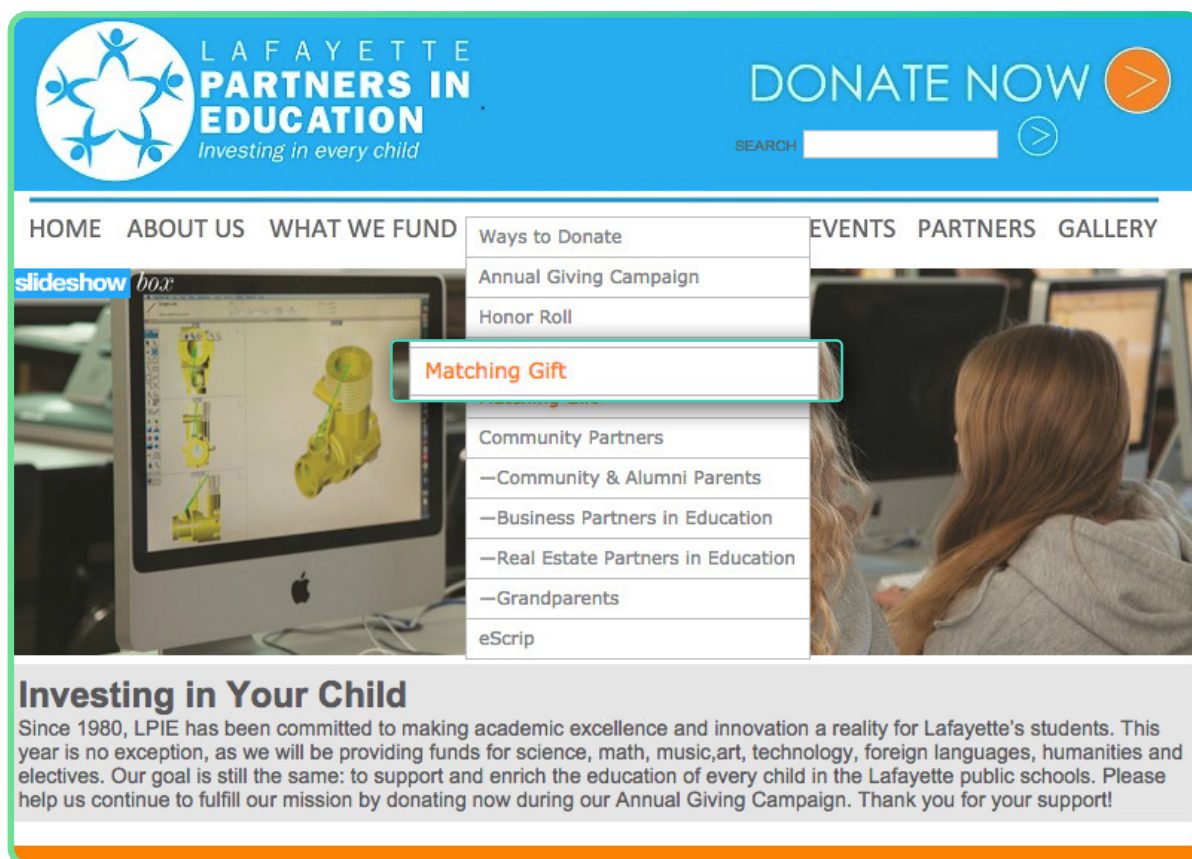 LAFAYETTE
PARTNERS IN
EDUCATION
Investing in every child
DONATE NOW >
SEARCH
>
HOME ABOUT US WHAT WE FUND EVENTS PARTNERS GALLERY
Ways to Donate
Annual Giving Campaign
Honor Roll
Matching Gift
Matching Gift
Community Partners
—Community & Alumni Parents
—Business Partners in Education
—Real Estate Partners in Education
—Grandparents
eScrip
slideshow box
Investing in Your Child
Since 1980, LPIE has been committed to making academic excellence and innovation a reality for Lafayette's students. This
year is no exception, as we will be providing funds for science, math, music,art, technology, foreign languages, humanities and
electives. Our goal is still the same: to support and enrich the education of every child in the Lafayette public schools. Please
help us continue to fulfill our mission by donating now during our Annual Giving Campaign. Thank you for your support!